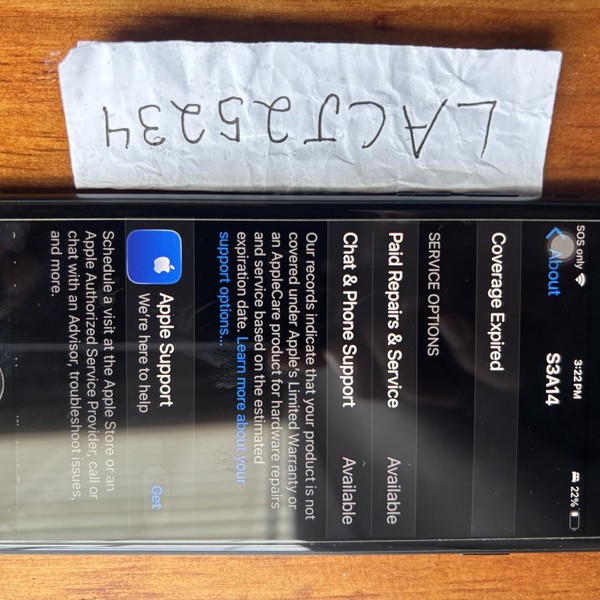 LACJ25234
SOS only 3:22 PM 22%
About S3A14
Coverage Expired
SERVICE OPTIONS
Paid Repairs & Service Available
Chat & Phone Support Available
Our records indicate that your product is not
covered under Apple's Limited Warranty or
an AppleCare product for hardware repairs
and service based on the estimated
expiration date. Learn more about your
support options...
Apple Support
We're here to help
Get
Schedule a visit at the Apple Store or an
Apple Authorized Service Provider, call or
chat with an Advisor, troubleshoot issues,
and more.